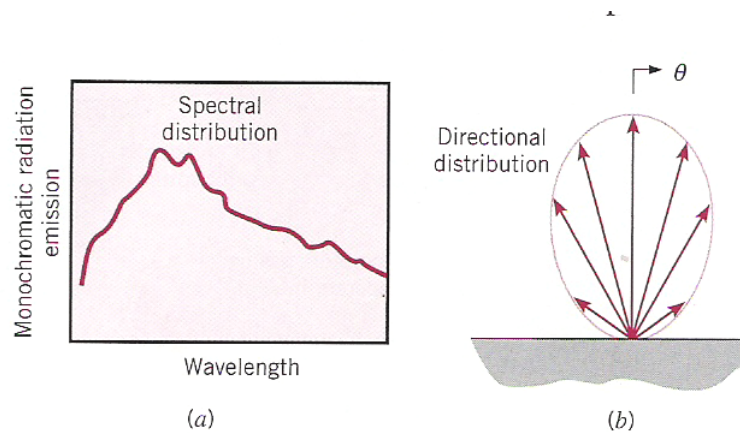 Monochromatic radiation
emission
Spectral
distribution
Wavelength
(a)
θ
Directional
distribution
(b)